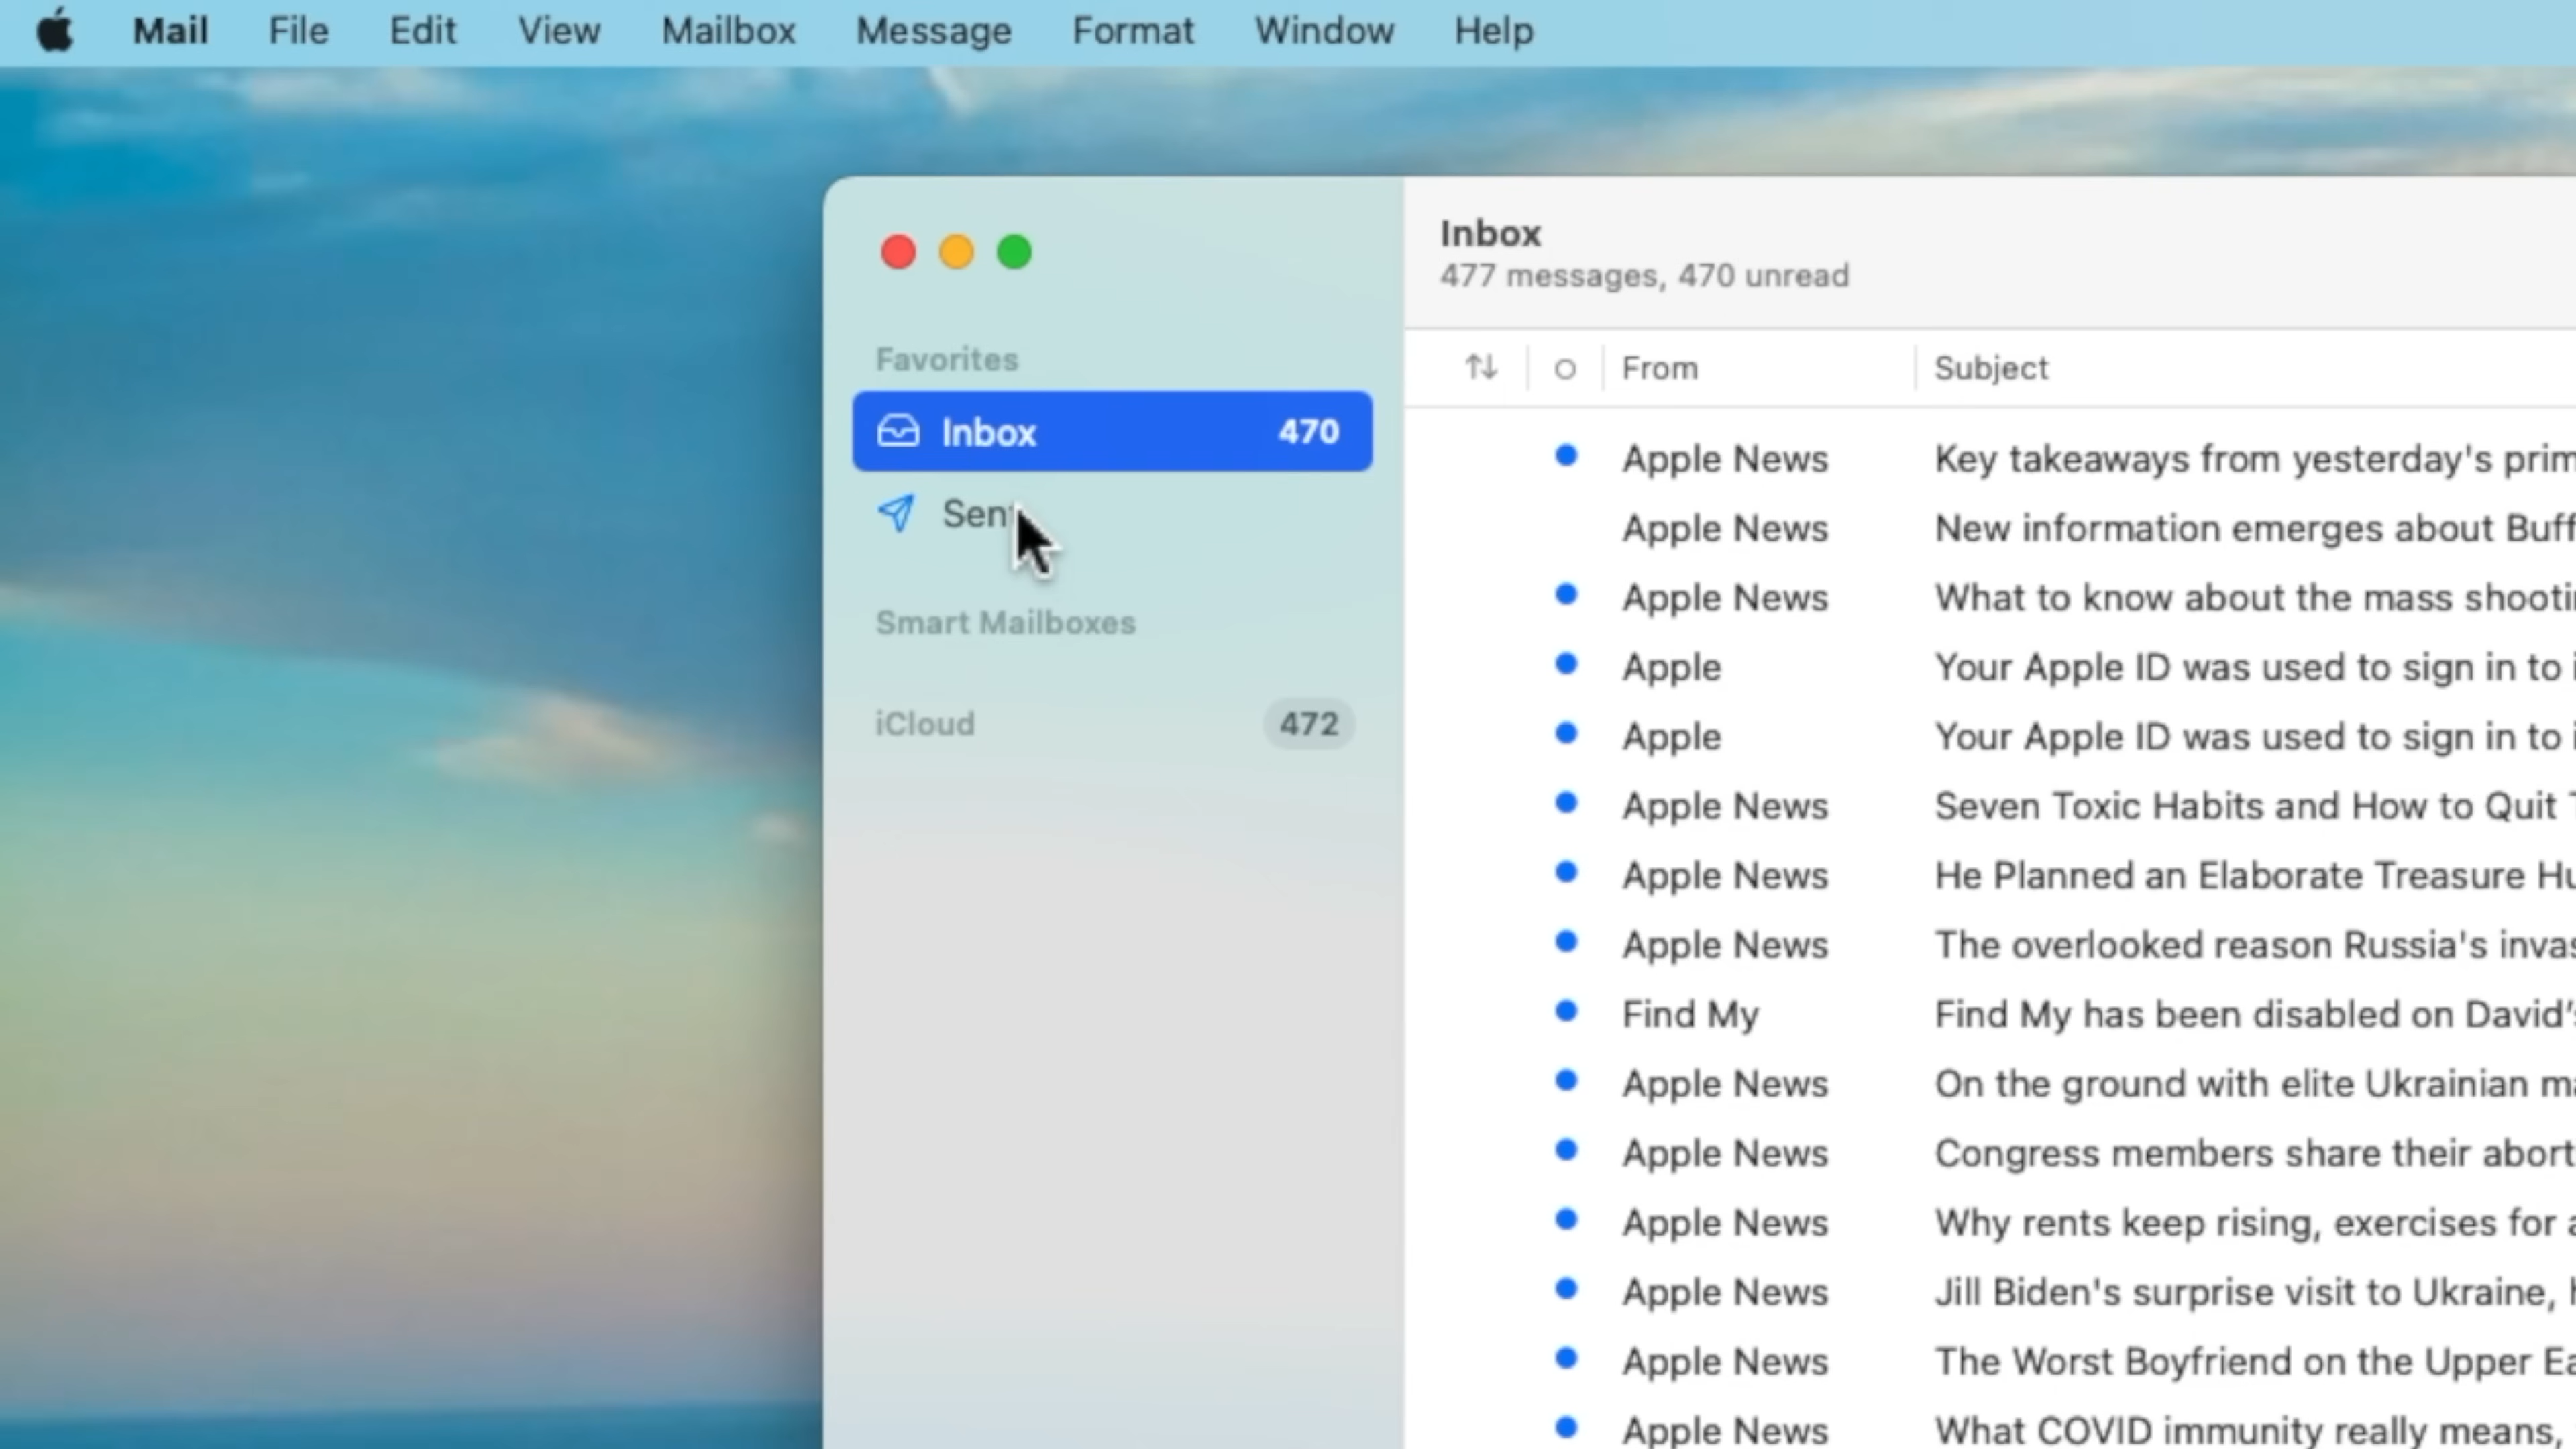 Mail File Edit View Mailbox Message Format Window Help
Inbox
477 messages, 470 unread
Favorites
Inbox 470
Sent
Smart Mailboxes
iCloud 472
From Subject
Apple News Key takeaways from yesterday's prim
Apple News New information emerges about Buff
Apple News What to know about the mass shooti
Apple Your Apple ID was used to sign in to i
Apple Your Apple ID was used to sign in to i
Apple News Seven Toxic Habits and How to Quit T
Apple News He Planned an Elaborate Treasure Hu
Apple News The overlooked reason Russia's invas
Find My Find My has been disabled on David's
Apple News On the ground with elite Ukrainian ma
Apple News Congress members share their abort
Apple News Why rents keep rising, exercises for a
Apple News Jill Biden's surprise visit to Ukraine, h
Apple News The Worst Boyfriend on the Upper Ea
Apple News What COVID immunity really means,